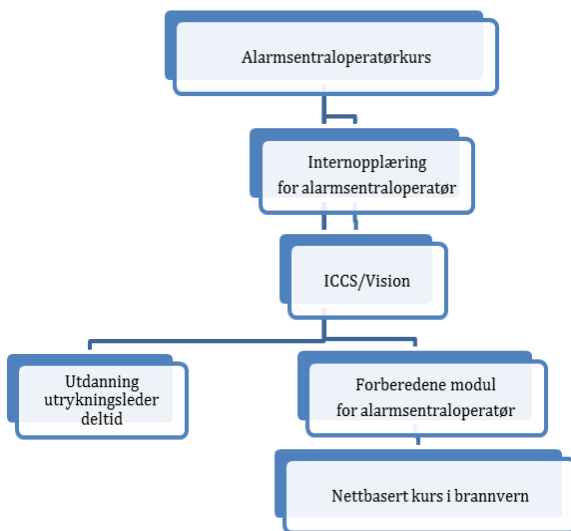 Alarmsentraloperatørkurs
Internopplæring
for alarmsentraloperatør
ICCS/Vision
Utdanning
utrykningsleder
deltid
Forberedene modul
for alarmsentraloperatør
Nettbasert kurs i brannvern